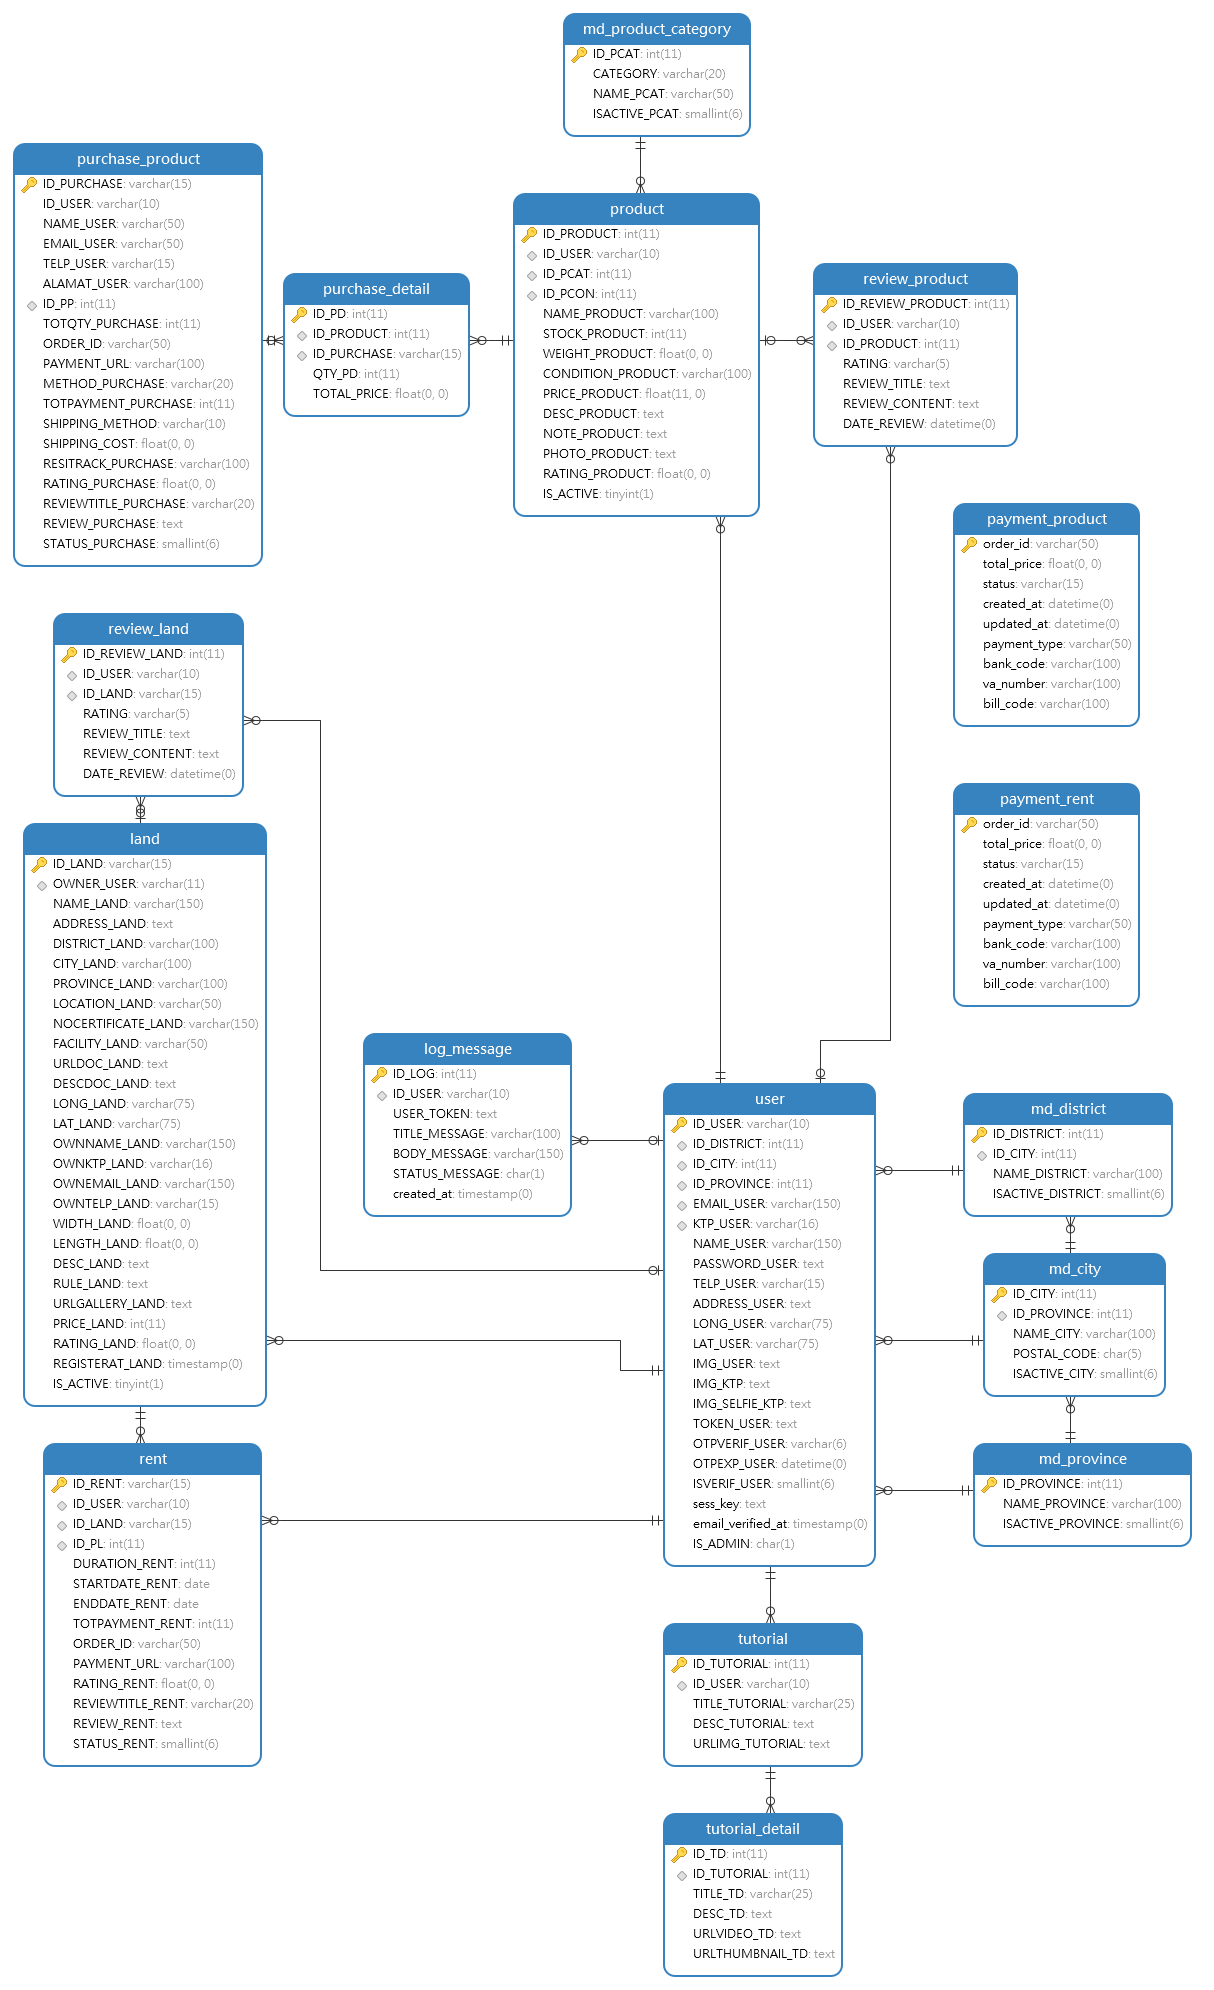 md_product_category
ID_PCAT: int(11)
CATEGORY: varchar(20)
NAME_PCAT: varchar(50)
ISACTIVE_PCAT: smallint(6)
purchase_product
ID_PURCHASE: varchar(15)
ID_USER: varchar(10)
NAME_USER: varchar(50)
EMAIL_USER: varchar(50)
TELP_USER: varchar(15)
ALAMAT_USER: varchar(100)
ID_PP: int(11)
TOTQTY_PURCHASE: int(11)
ORDER_ID: varchar(50)
PAYMENT_URL: varchar(100)
METHOD_PURCHASE: varchar(20)
TOTPAYMENT_PURCHASE: int(11)
SHIPPING_METHOD: varchar(10)
SHIPPING_COST: float(0, 0)
RESITRACK_PURCHASE: varchar(100)
RATING_PURCHASE: float(0, 0)
REVIEWTITLE_PURCHASE: varchar(20)
REVIEW_PURCHASE: text
STATUS_PURCHASE: smallint(6)
purchase_detail
ID_PD: int(11)
ID_PRODUCT: int(11)
ID_PURCHASE: varchar(15)
QTY_PD: int(11)
TOTAL_PRICE: float(0, 0)
product
ID_PRODUCT: int(11)
ID_USER: varchar(10)
ID_PCAT: int(11)
ID_PCON: int(11)
NAME_PRODUCT: varchar(100)
STOCK_PRODUCT: int(11)
WEIGHT_PRODUCT: float(0, 0)
CONDITION_PRODUCT: varchar(100)
PRICE_PRODUCT: float(11, 0)
DESC_PRODUCT: text
NOTE_PRODUCT: text
PHOTO_PRODUCT: text
RATING_PRODUCT: float(0, 0)
IS_ACTIVE: tinyint(1)
review_product
ID_REVIEW_PRODUCT: int(11)
ID_USER: varchar(10)
ID_PRODUCT: int(11)
RATING: varchar(5)
REVIEW_TITLE: text
REVIEW_CONTENT: text
DATE_REVIEW: datetime(0)
payment_product
order_id: varchar(50)
total_price: float(0, 0)
status: varchar(15)
created_at: datetime(0)
updated_at: datetime(0)
payment_type: varchar(50)
bank_code: varchar(100)
va_number: varchar(100)
bill_code: varchar(100)
review_land
ID_REVIEW_LAND: int(11)
ID_USER: varchar(10)
ID_LAND: varchar(15)
RATING: varchar(5)
REVIEW_TITLE: text
REVIEW_CONTENT: text
DATE_REVIEW: datetime(0)
payment_rent
order_id: varchar(50)
total_price: float(0, 0)
status: varchar(15)
created_at: datetime(0)
updated_at: datetime(0)
payment_type: varchar(50)
bank_code: varchar(100)
va_number: varchar(100)
bill_code: varchar(100)
land
ID_LAND: varchar(15)
OWNER_USER: varchar(11)
NAME_LAND: varchar(150)
ADDRESS_LAND: text
DISTRICT_LAND: varchar(100)
CITY_LAND: varchar(100)
PROVINCE_LAND: varchar(100)
LOCATION_LAND: varchar(50)
NOCERTIFICATE_LAND: varchar(150)
FACILITY_LAND: varchar(50)
URLDOC_LAND: text
DESCDOC_LAND: text
LONG_LAND: varchar(75)
LAT_LAND: varchar(75)
OWNNAME_LAND: varchar(150)
OWNKTP_LAND: varchar(16)
OWNEMAIL_LAND: varchar(150)
OWNTELP_LAND: varchar(15)
WIDTH_LAND: float(0, 0)
LENGTH_LAND: float(0, 0)
DESC_LAND: text
RULE_LAND: text
URLGALLERY_LAND: text
PRICE_LAND: int(11)
RATING_LAND: float(0, 0)
REGISTERAT_LAND: timestamp(0)
IS_ACTIVE: tinyint(1)
log_message
ID_LOG: int(11)
ID_USER: varchar(10)
USER_TOKEN: text
TITLE_MESSAGE: varchar(100)
BODY_MESSAGE: varchar(150)
STATUS_MESSAGE: char(1)
created_at: timestamp(0)
user
ID_USER: varchar(10)
ID_DISTRICT: int(11)
ID_CITY: int(11)
ID_PROVINCE: int(11)
EMAIL_USER: varchar(150)
KTP_USER: varchar(16)
NAME_USER: varchar(150)
PASSWORD_USER: text
TELP_USER: varchar(15)
ADDRESS_USER: text
LONG_USER: varchar(75)
LAT_USER: varchar(75)
IMG_USER: text
IMG_KTP: text
IMG_SELFIE_KTP: text
TOKEN_USER: text
OTPVERIF_USER: varchar(6)
OTPEXP_USER: datetime(0)
ISVERIF_USER: smallint(6)
sess_key: text
email_verified_at: timestamp(0)
IS_ADMIN: char(1)
md_district
ID_DISTRICT: int(11)
ID_CITY: int(11)
NAME_DISTRICT: varchar(100)
ISACTIVE_DISTRICT: smallint(6)
md_city
ID_CITY: int(11)
ID_PROVINCE: int(11)
NAME_CITY: varchar(100)
POSTAL_CODE: char(5)
ISACTIVE_CITY: smallint(6)
md_province
ID_PROVINCE: int(11)
NAME_PROVINCE: varchar(100)
ISACTIVE_PROVINCE: smallint(6)
rent
ID_RENT: varchar(15)
ID_USER: varchar(10)
ID_LAND: varchar(15)
ID_PL: int(11)
DURATION_RENT: int(11)
STARTDATE_RENT: date
ENDDATE_RENT: date
TOTPAYMENT_RENT: int(11)
ORDER_ID: varchar(50)
PAYMENT_URL: varchar(100)
RATING_RENT: float(0, 0)
REVIEWTITLE_RENT: varchar(20)
REVIEW_RENT: text
STATUS_RENT: smallint(6)
tutorial
ID_TUTORIAL: int(11)
ID_USER: varchar(10)
TITLE_TUTORIAL: varchar(25)
DESC_TUTORIAL: text
URLIMG_TUTORIAL: text
tutorial_detail
ID_TD: int(11)
ID_TUTORIAL: int(11)
TITLE_TD: varchar(25)
DESC_TD: text
URLVIDEO_TD: text
URLTHUMBNAIL_TD: text